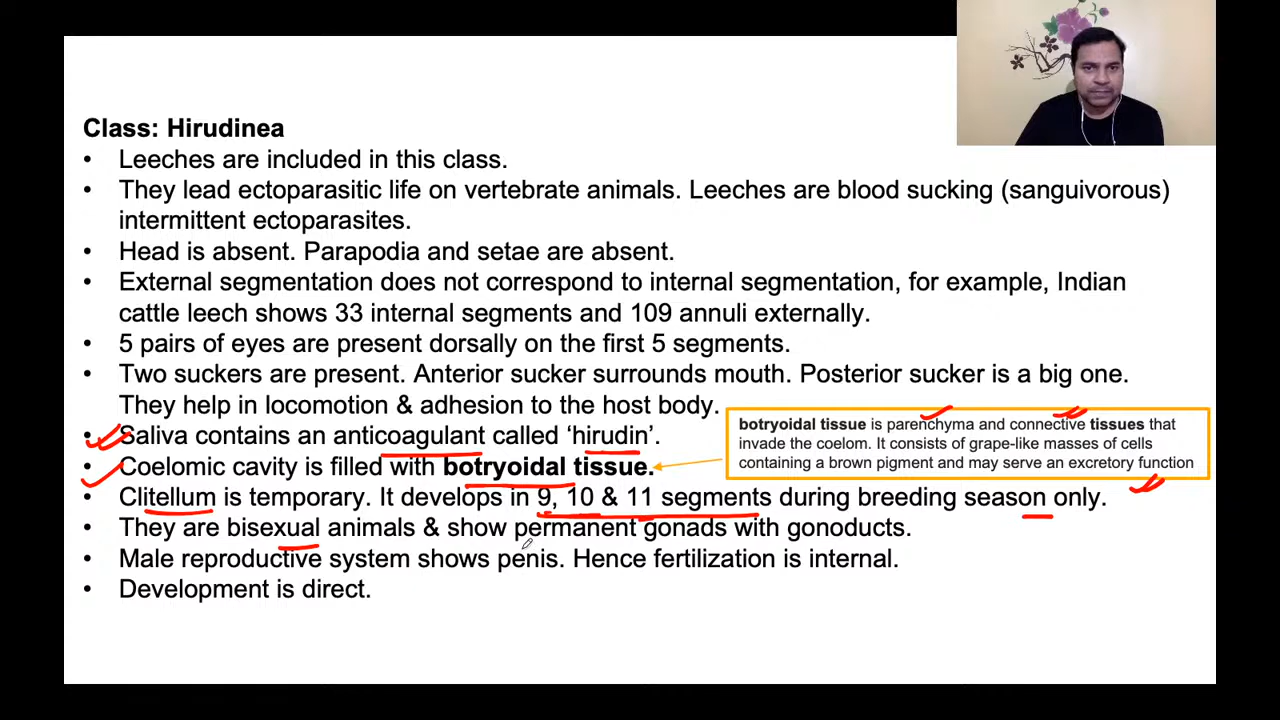 Class: Hirudinea
• Leeches are included in this class.
• They lead ectoparasitic life on vertebrate animals. Leeches are blood sucking (sanguivorous)
intermittent ectoparasites.
• Head is absent. Parapodia and setae are absent.
• External segmentation does not correspond to internal segmentation, for example, Indian
cattle leech shows 33 internal segments and 109 annuli externally.
• 5 pairs of eyes are present dorsally on the first 5 segments.
• Two suckers are present. Anterior sucker surrounds mouth. Posterior sucker is a big one.
They help in locomotion & adhesion to the host body.
• Saliva contains an anticoagulant called ‘hirudin’.
• Coelomic cavity is filled with botryoidal tissue.
botryoidal tissue is parenchyma and connective tissues that
invade the coelom. It consists of grape-like masses of cells
containing a brown pigment and may serve an excretory function
• Clitellum is temporary. It develops in 9, 10 & 11 segments during breeding season only.
• They are bisexual animals & show permanent gonads with gonoducts.
• Male reproductive system shows penis. Hence fertilization is internal.
• Development is direct.